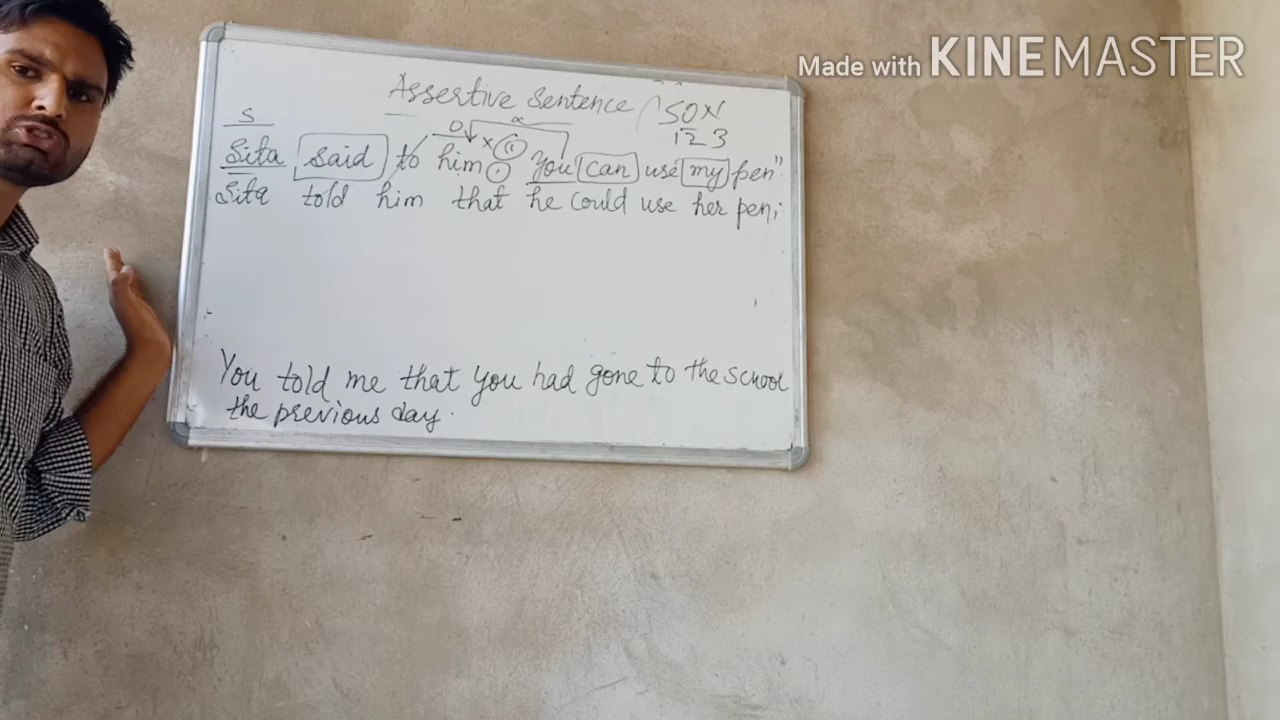 Made with KINEMASTER
Assertive Sentence / SON
123
S O x
Sita said to him, "You can use my pen".
Sita told him that he could use her pen,
You told me that you had gone to the school
the previous day.